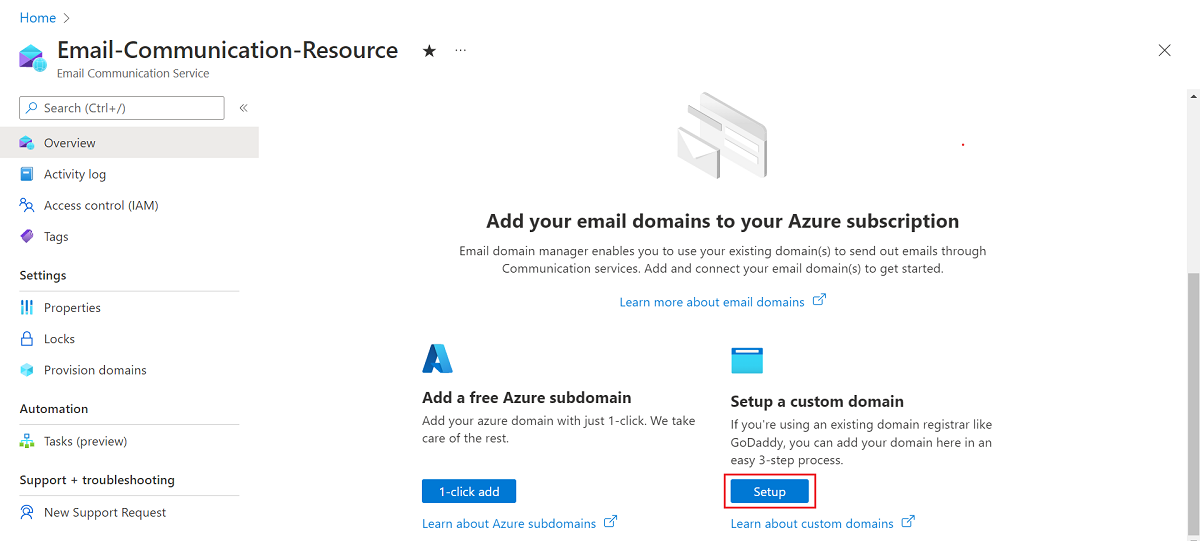 Home
Email-Communication-Resource
Email Communication Service
Search (Ctrl+/)
Overview
Activity log
Access control (IAM)
Tags
Settings
Properties
Locks
Provision domains
Automation
Tasks (preview)
Support + troubleshooting
New Support Request
Add your email domains to your Azure subscription
Email domain manager enables you to use your existing domain(s) to send out emails through
Communication services. Add and connect your email domain(s) to get started.
Learn more about email domains
Add a free Azure subdomain
Add your azure domain with just 1-click. We take
care of the rest.
1-click add
Learn about Azure subdomains
Setup a custom domain
If you're using an existing domain registrar like
GoDaddy, you can add your domain here in an
easy 3-step process.
Setup
Learn about custom domains